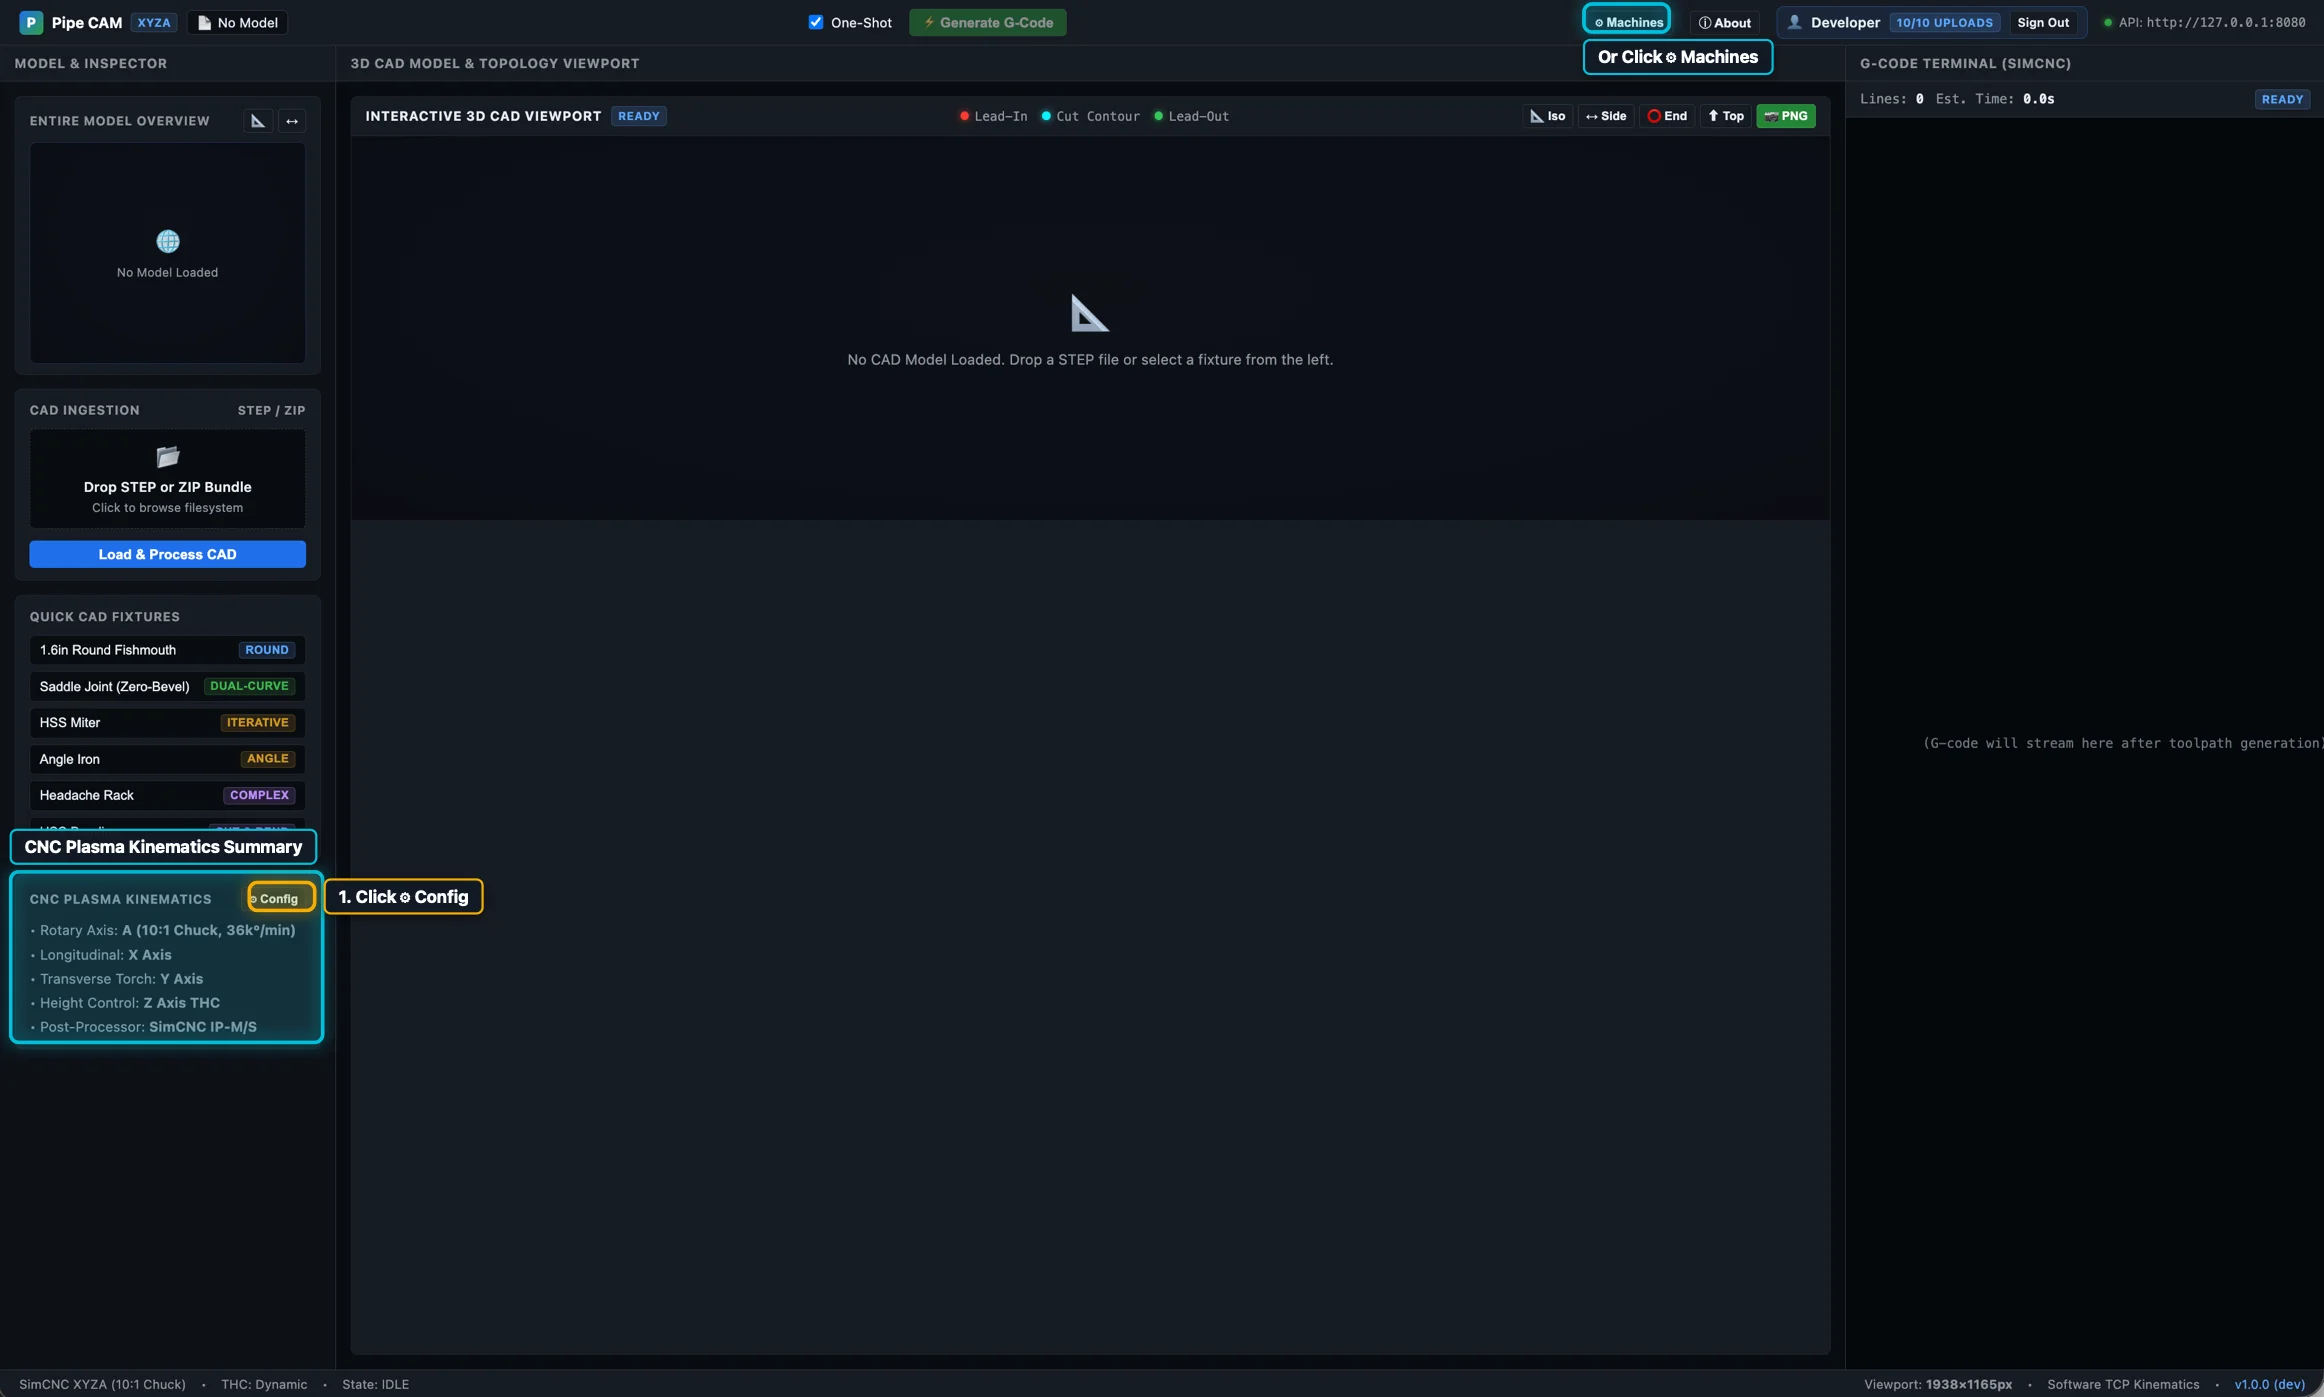 P Pipe CAM XYZA No Model
One-Shot Generate G-Code
Machines About Developer 10/10 UPLOADS Sign Out API: http://127.0.0.1:8080
Or Click Machines
MODEL & INSPECTOR
3D CAD MODEL & TOPOLOGY VIEWPORT
G-CODE TERMINAL (SIMCNC)
Lines: 0 Est. Time: 0.0s READY
ENTIRE MODEL OVERVIEW
No Model Loaded
INTERACTIVE 3D CAD VIEWPORT READY
Lead-In Cut Contour Lead-Out
Iso Side End Top PNG
No CAD Model Loaded. Drop a STEP file or select a fixture from the left.
CAD INGESTION STEP / ZIP
Drop STEP or ZIP Bundle
Click to browse filesystem
Load & Process CAD
QUICK CAD FIXTURES
1.6in Round Fishmouth ROUND
Saddle Joint (Zero-Bevel) DUAL-CURVE
HSS Miter ITERATIVE
Angle Iron ANGLE
Headache Rack COMPLEX
CNC Plasma Kinematics Summary
CNC PLASMA KINEMATICS Config
1. Click Config
• Rotary Axis: A (10:1 Chuck, 36k°/min)
• Longitudinal: X Axis
• Transverse Torch: Y Axis
• Height Control: Z Axis THC
• Post-Processor: SimCNC IP-M/S
(G-code will stream here after toolpath generation)
SimCNC XYZA (10:1 Chuck) • THC: Dynamic • State: IDLE
Viewport: 1938×1165px • Software TCP Kinematics • v1.0.0 (dev)